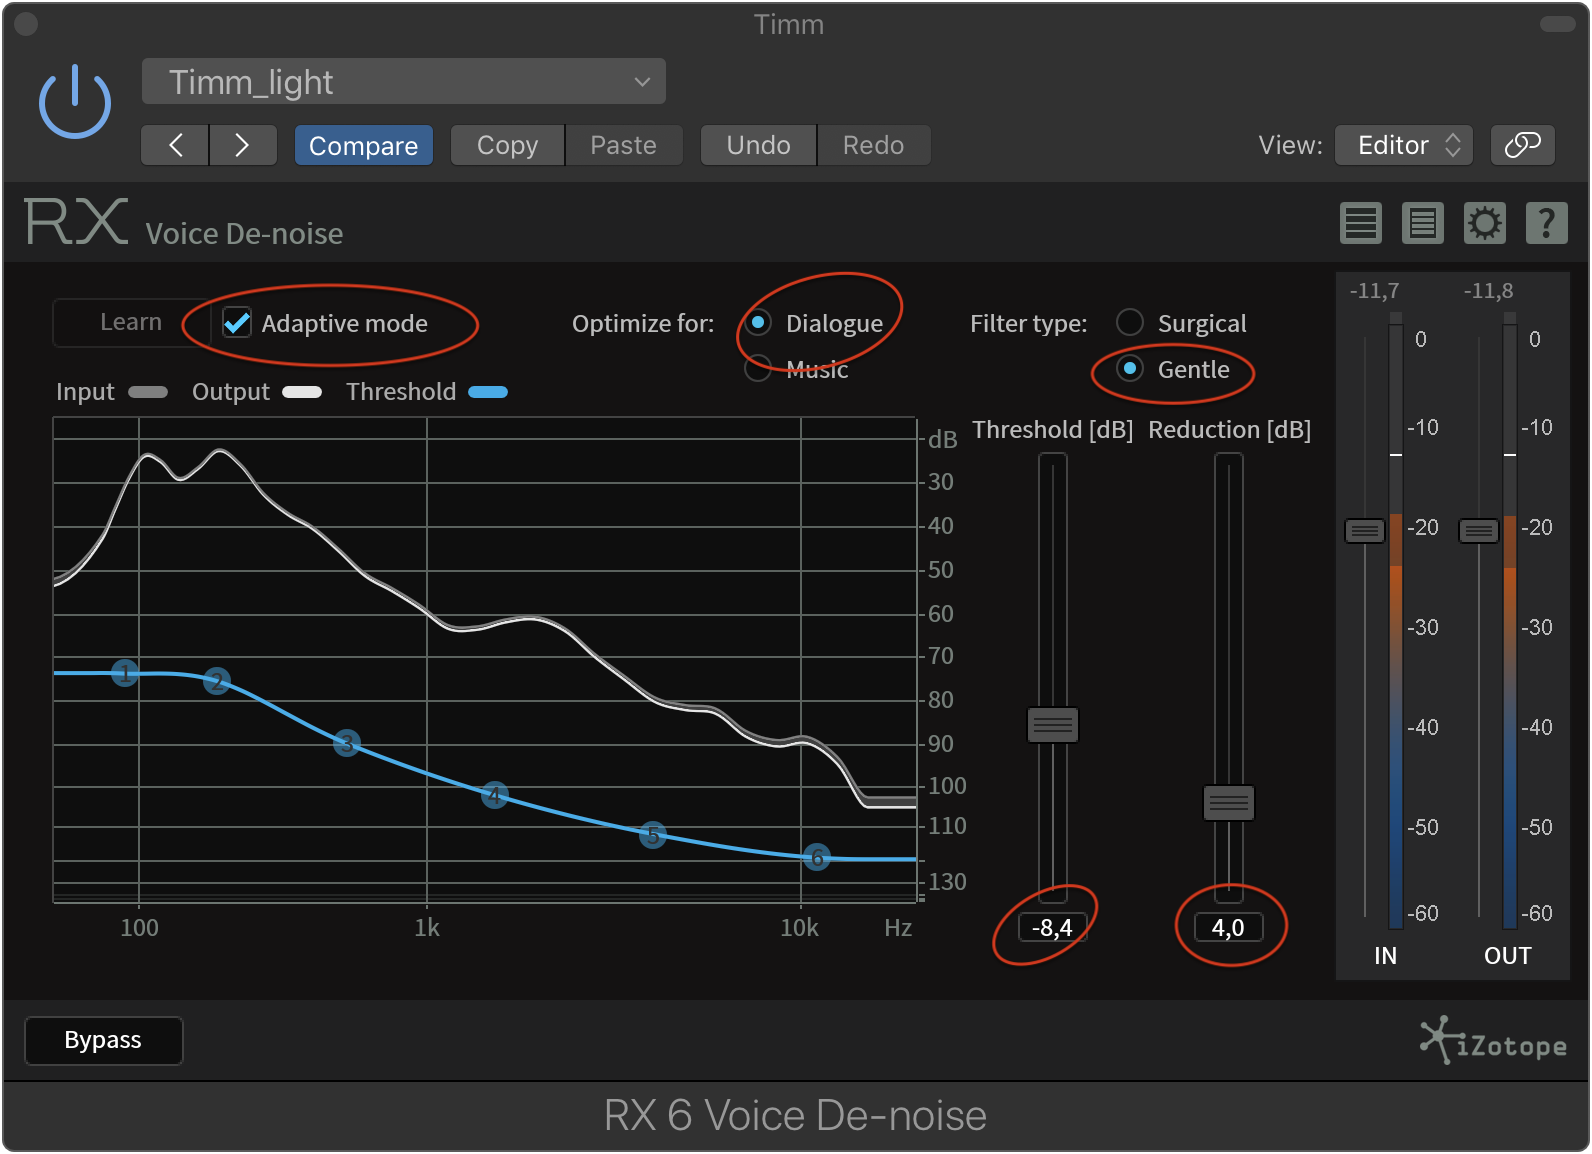 Timm
Timm_light
Compare Copy Paste Undo Redo View: Editor
RX Voice De-noise ?
Learn Adaptive mode Optimize for: Dialogue Filter type: Surgical
Music Gentle
Input Output Threshold
Threshold [dB] Reduction [dB]
dB
30
40
50
60
70
80
90
100
110
130
1
2
3
4
5
6
100 1k 10k Hz
-8,4 4,0
-11,7 -11,8
0 0
-10 -10
-20 -20
-30 -30
-40 -40
-50 -50
-60 -60
IN OUT
Bypass
iZotope
RX 6 Voice De-noise